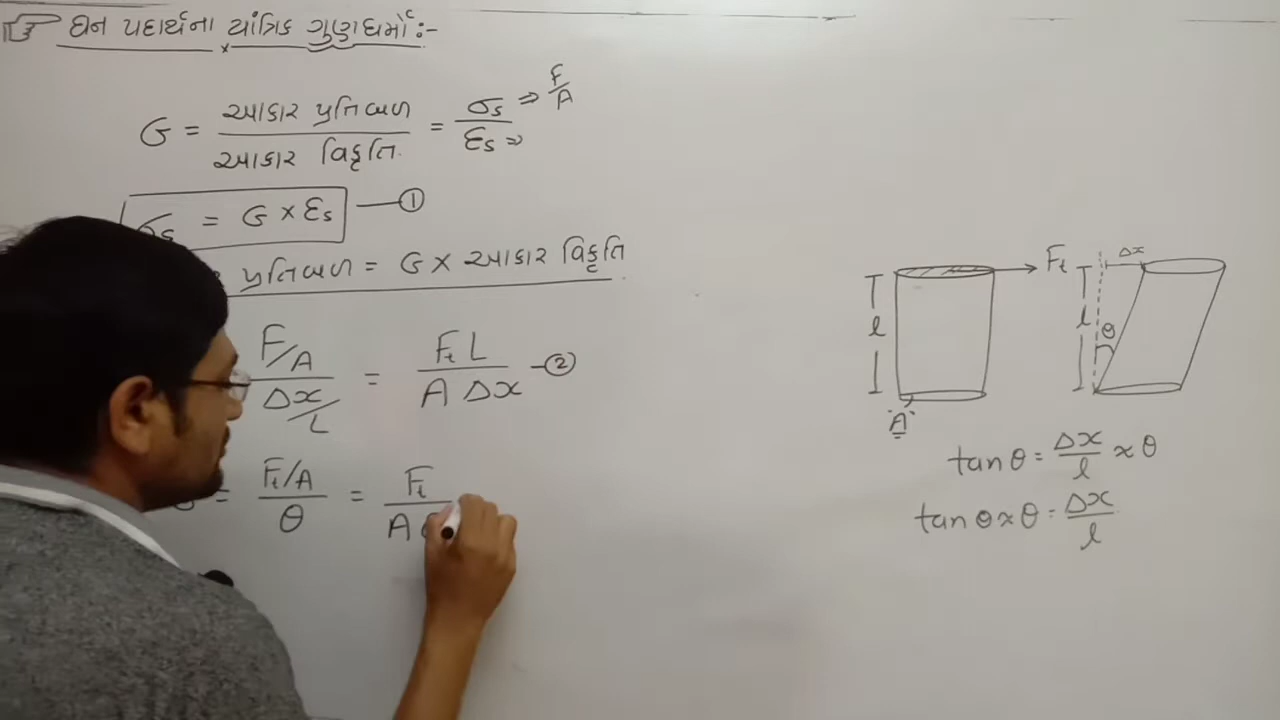 ઘન પદાર્થના યાંત્રિક ગુણધર્મો :-
G = આકાર પ્રતિબળ / આકાર વિકૃતિ = σs / εs ⇒ F/A
σs = G × εs —①
પ્રતિબળ = G × આકાર વિકૃતિ
F/A / Δx/L = Ft L / A Δx —②
= Ft/A / θ = Ft / A
l Ft l Δx θ
"A"
tan θ = Δx/l ≈ θ
tan θ ≈ θ = Δx/l